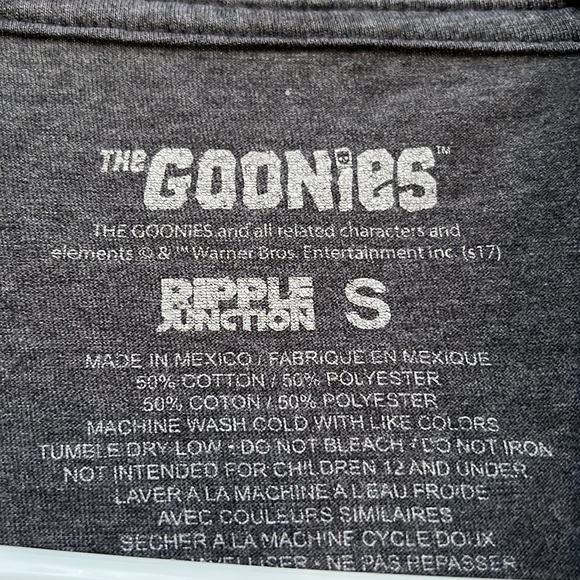 THE GOONIES™
THE GOONIES and all related characters and
elements © & ™ Warner Bros. Entertainment Inc. (s17)
RIPPLE JUNCTION S
MADE IN MEXICO / FABRIQUE EN MEXIQUE
50% COTTON / 50% POLYESTER
50% COTON / 50% POLYESTER
MACHINE WASH COLD WITH LIKE COLORS
TUMBLE DRY LOW · DO NOT BLEACH · DO NOT IRON
NOT INTENDED FOR CHILDREN 12 AND UNDER
LAVER A LA MACHINE A L'EAU FROIDE
AVEC COULEURS SIMILAIRES
SECHER A LA MACHINE CYCLE DOUX
- NE PAS REPASSER